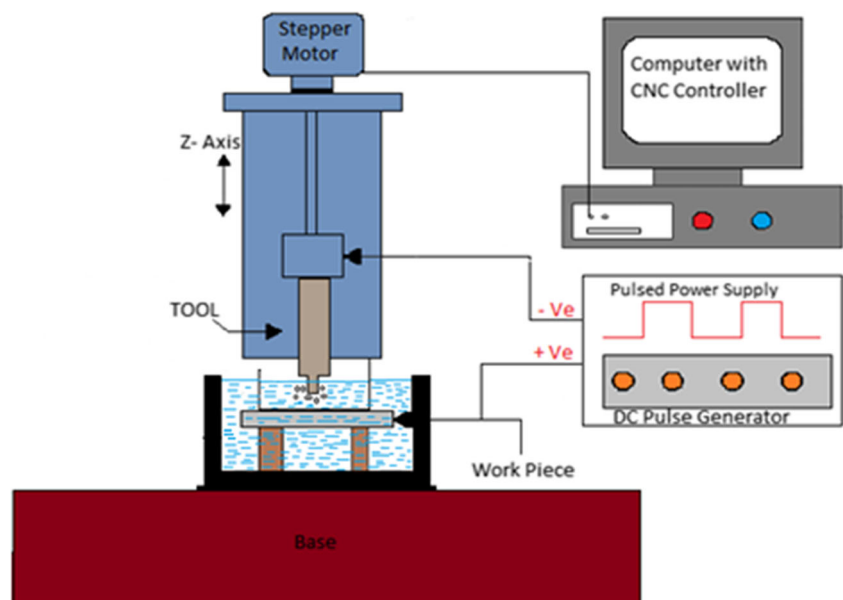 Stepper
Motor
Computer with
CNC Controller
Z- Axis
Pulsed Power Supply
- Ve
TOOL
+ Ve
DC Pulse Generator
Work Piece
Base